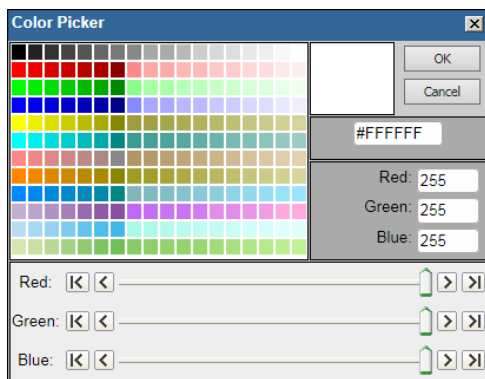 Color Picker
OK
Cancel
#FFFFFF
Red: 255
Green: 255
Blue: 255
Red:
Green:
Blue: